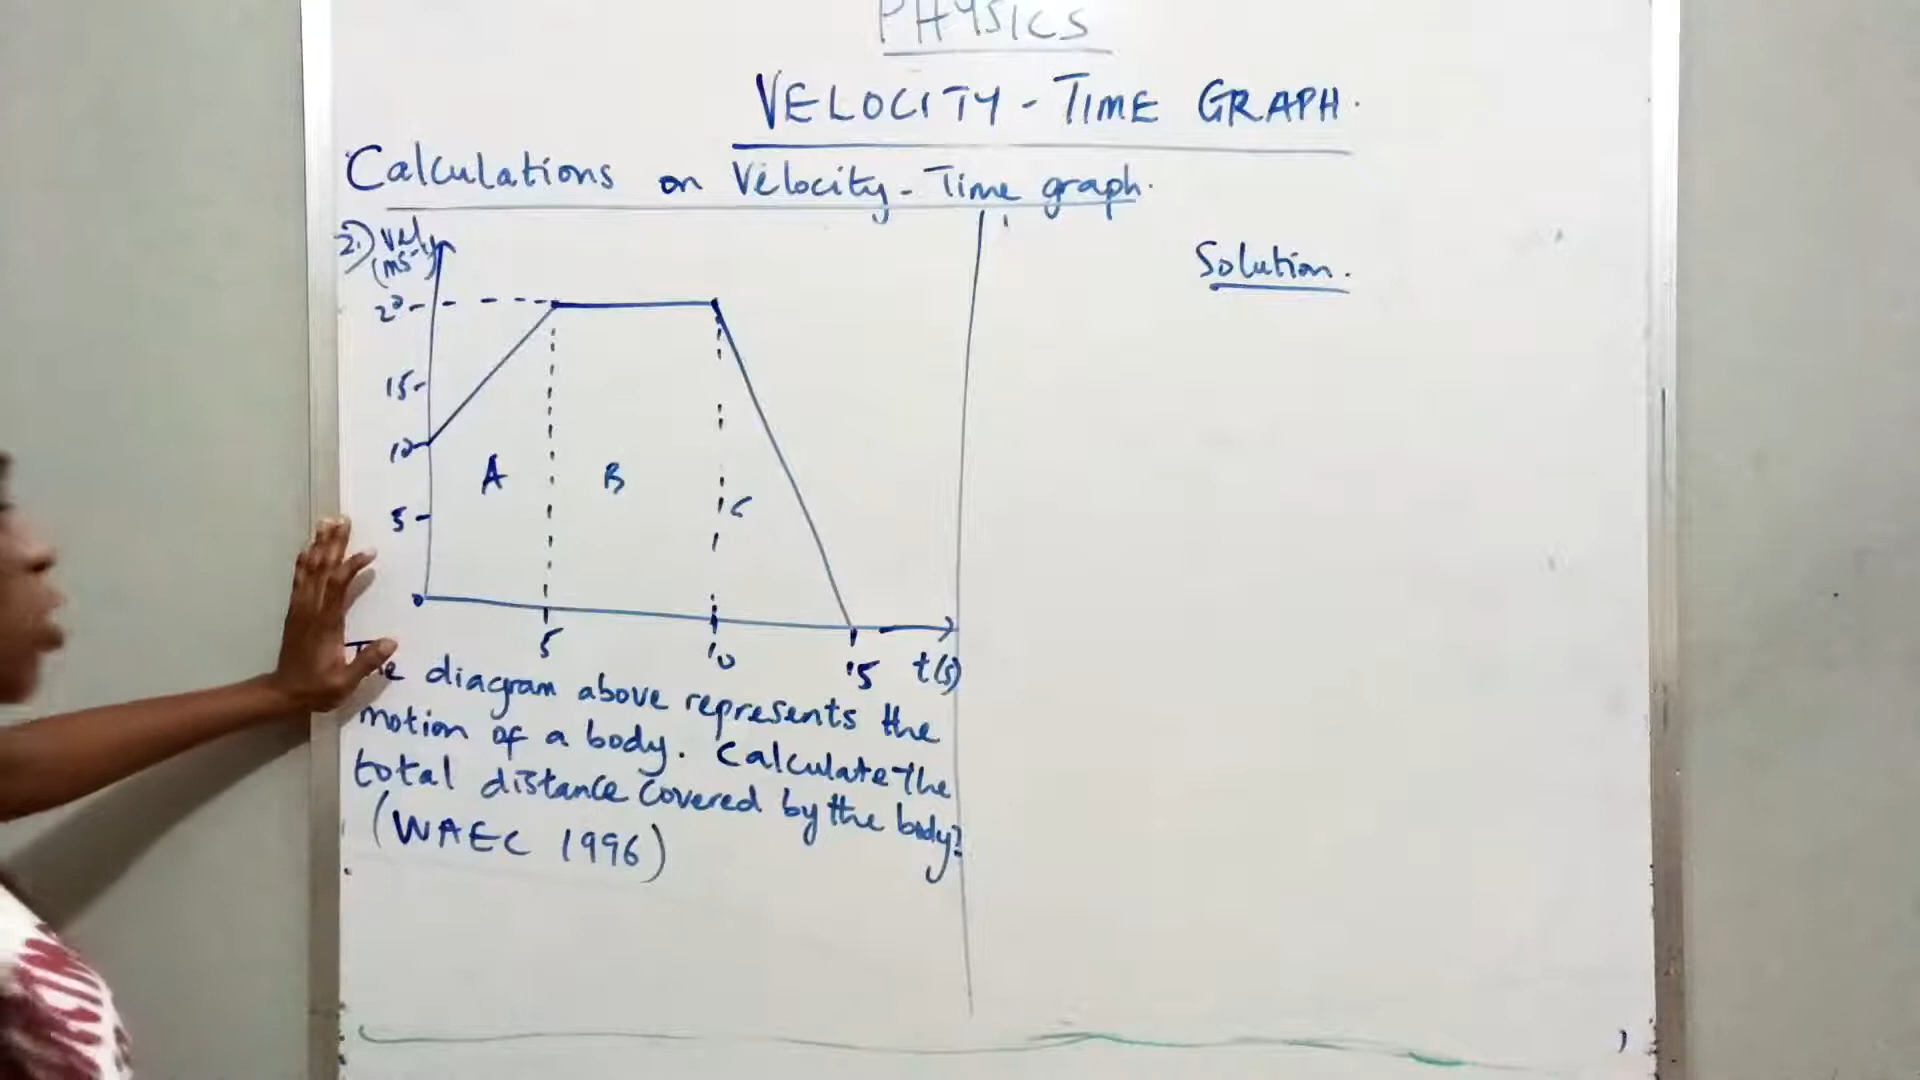 PHYSICS
VELOCITY - TIME GRAPH.
Calculations on Velocity - Time graph.
2.) Vel
(ms⁻¹)
Solution.
20
15
10
A B
5 C
0
5 10 15 t(s)
The diagram above represents the
motion of a body. Calculate the
total distance covered by the body?
(WAEC 1996)